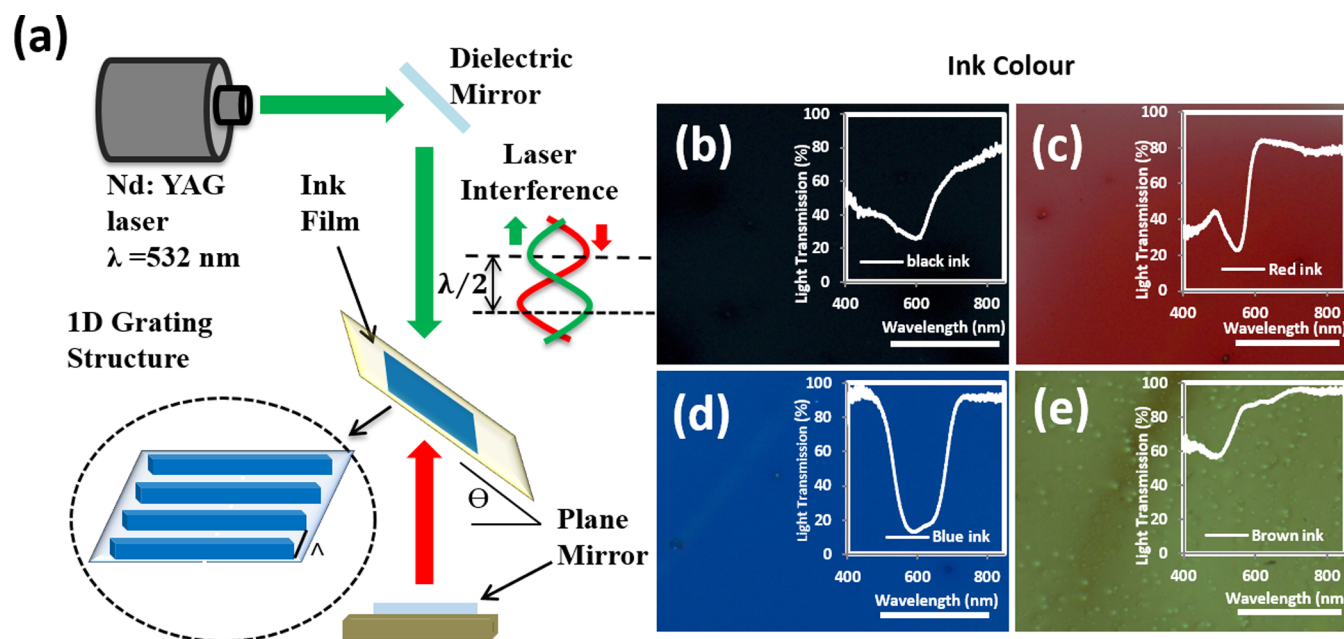 (a)
Dielectric
Mirror
Nd: YAG
laser
λ =532 nm
Ink
Film
Laser
Interference
λ/2
1D Grating
Structure
Λ
Θ
Plane
Mirror
Ink Colour
(b)
Light Transmission (%)
100
80
60
40
20
0
black ink
400 600 800
Wavelength (nm)
(c)
Light Transmission (%)
100
80
60
40
20
0
Red ink
400 600 800
Wavelength (nm)
(d)
Light Transmission (%)
100
80
60
40
20
0
Blue ink
400 600 800
Wavelength (nm)
(e)
Light Transmission (%)
100
80
60
40
20
0
Brown ink
400 600 800
Wavelength (nm)